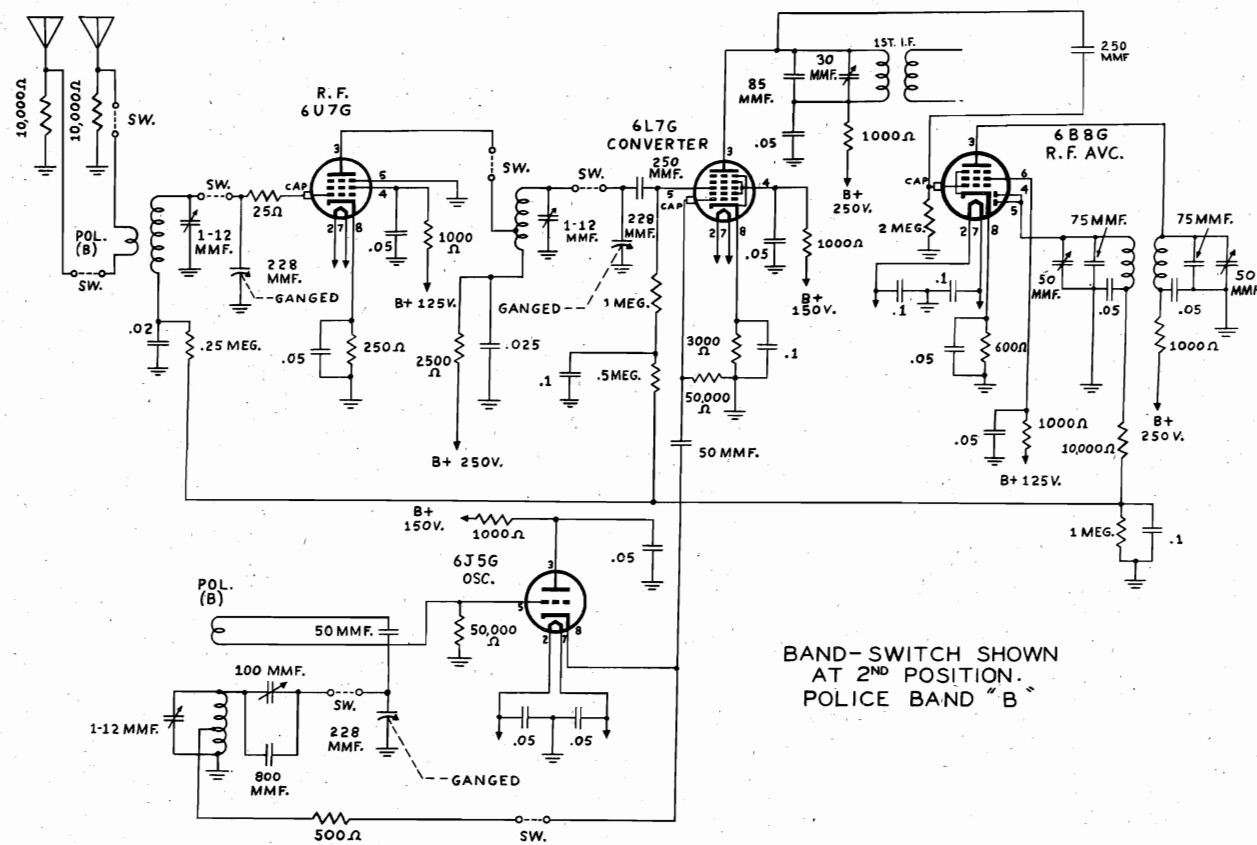 10,000Ω
10,000Ω
SW.
POL.
(B)
SW.
SW.
25Ω
1-12
MMF.
228
MMF.
GANGED
.02
.25 MEG.
R.F.
6U7G
CAP
3
5
4
2
7
8
.05
1000
Ω
B+ 125V.
.05
250Ω
SW.
SW.
1-12
MMF.
2500
Ω
.025
B+ 250V.
GANGED
250
MMF.
228
MMF.
1 MEG.
.1
.5 MEG.
6L7G
CONVERTER
3
5
CAP
4
2
7
8
.05
1000Ω
B+
150V.
3000
Ω
.1
50,000
Ω
50 MMF.
85
MMF.
30
MMF.
1ST. I.F.
.05
1000Ω
B+
250V.
250
MMF
6B8G
R.F. AVC.
3
CAP
6
4
5
2
7
8
2 MEG.
.1
.1
.05
600Ω
.05
1000Ω
B+ 125V.
50
MMF.
75 MMF.
.05
75 MMF.
50
MMF.
.05
1000Ω
B+
250V.
10,000Ω
1 MEG.
.1
B+
150V.
1000Ω
.05
6J5G
OSC.
3
5
2
7
8
POL.
(B)
50 MMF.
50,000
Ω
100 MMF.
1-12 MMF.
SW.
228
MMF.
800
MMF.
GANGED
.05
.05
500Ω
SW.
BAND-SWITCH SHOWN
AT 2ND POSITION.
POLICE BAND "B"